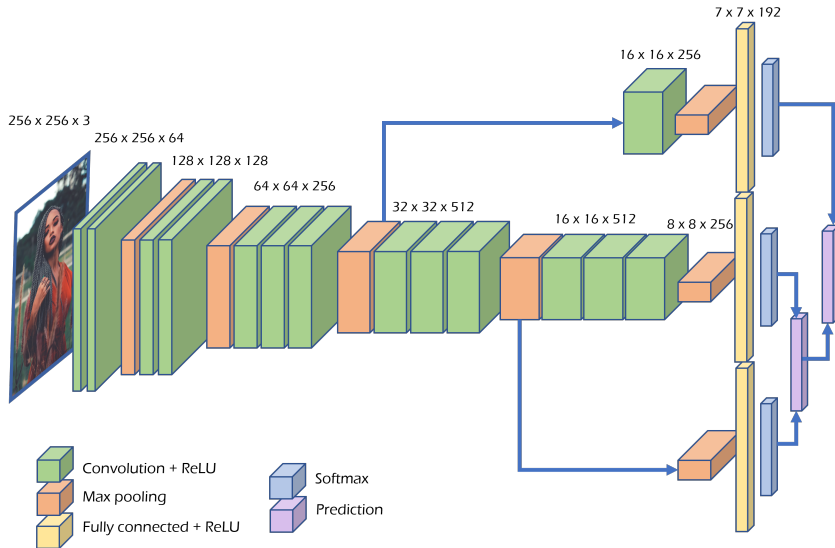 7 x 7 x 192
16 x 16 x 256
256 x 256 x 3
256 x 256 x 64
128 x 128 x 128
64 x 64 x 256
32 x 32 x 512
16 x 16 x 512
8 x 8 x 256
Convolution + ReLU
Max pooling
Fully connected + ReLU
Softmax
Prediction